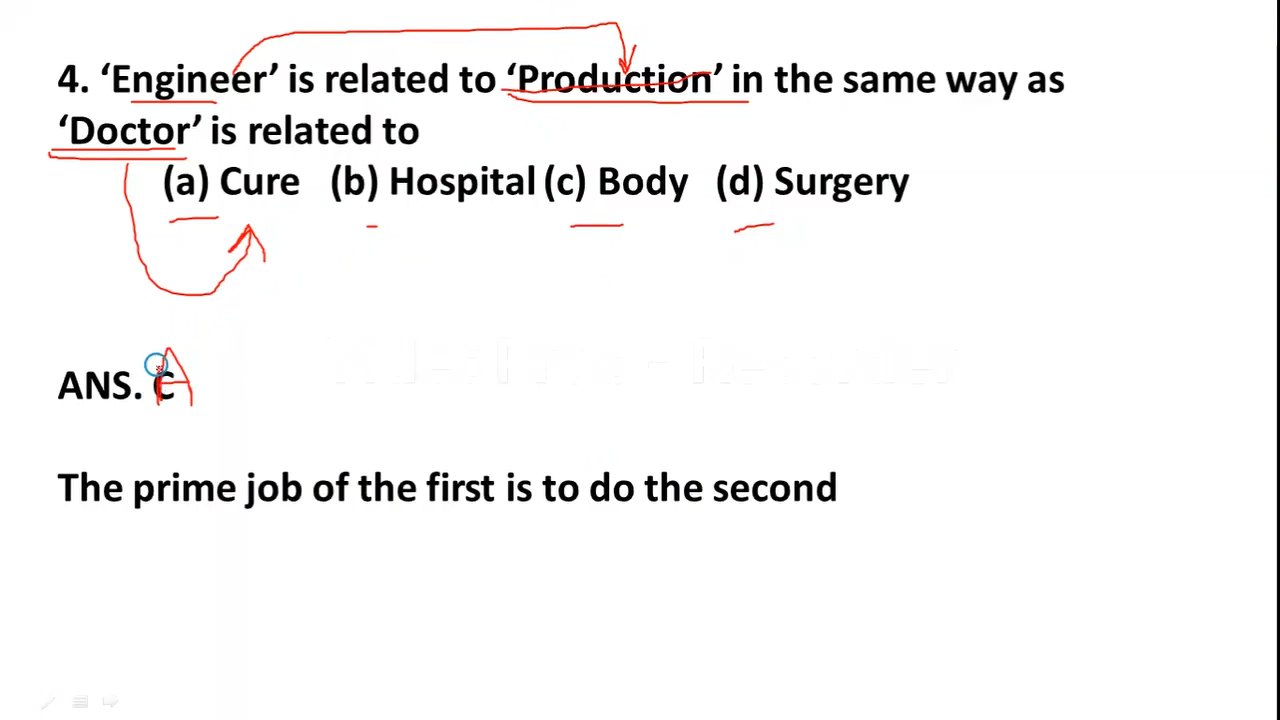 4. ‘Engineer’ is related to ‘Production’ in the same way as
‘Doctor’ is related to
(a) Cure (b) Hospital (c) Body (d) Surgery
ANS. C A
The prime job of the first is to do the second